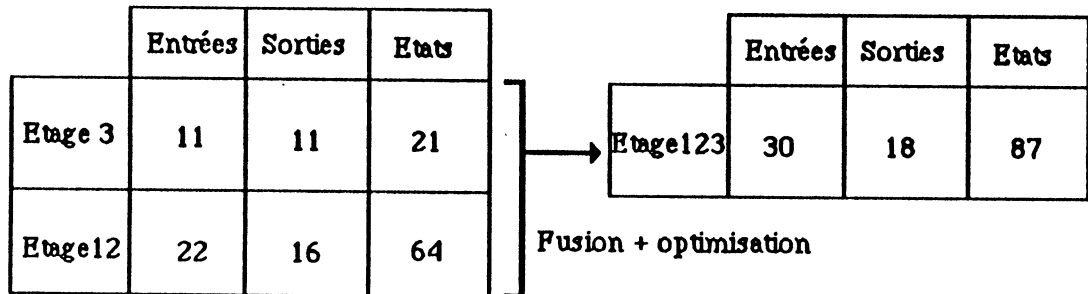 Entrées Sorties Etats
Etage 3 11 11 21
Etage12 22 16 64
Fusion + optimisation
Entrées Sorties Etats
Etage123 30 18 87